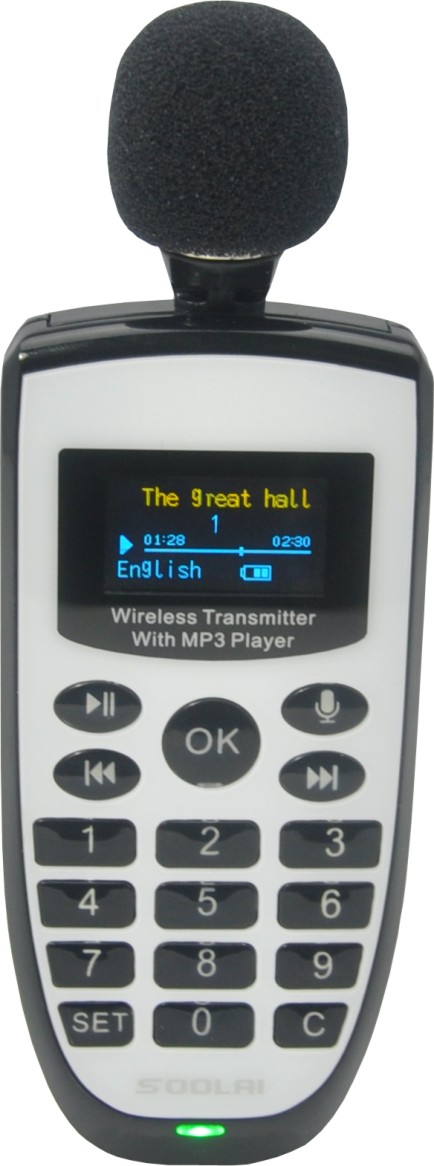 The great hall
1
01:28 02:30
English
Wireless Transmitter
With MP3 Player
OK
1 2 3
4 5 6
7 8 9
SET 0 C
SOOLAI